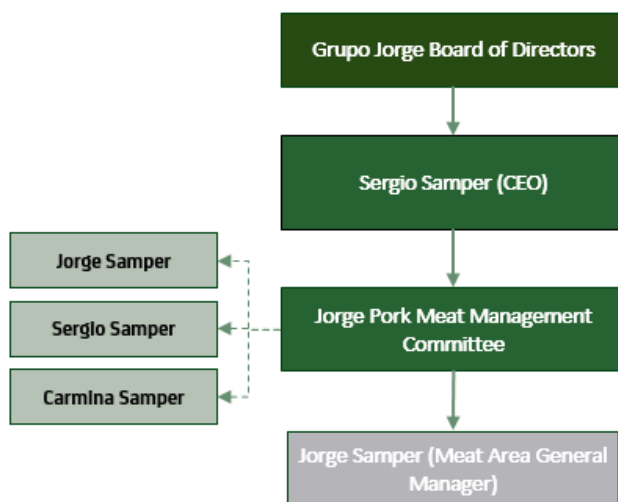 Grupo Jorge Board of Directors
Sergio Samper (CEO)
Jorge Samper
Sergio Samper
Carmina Samper
Jorge Pork Meat Management
Committee
Jorge Samper (Meat Area General
Manager)